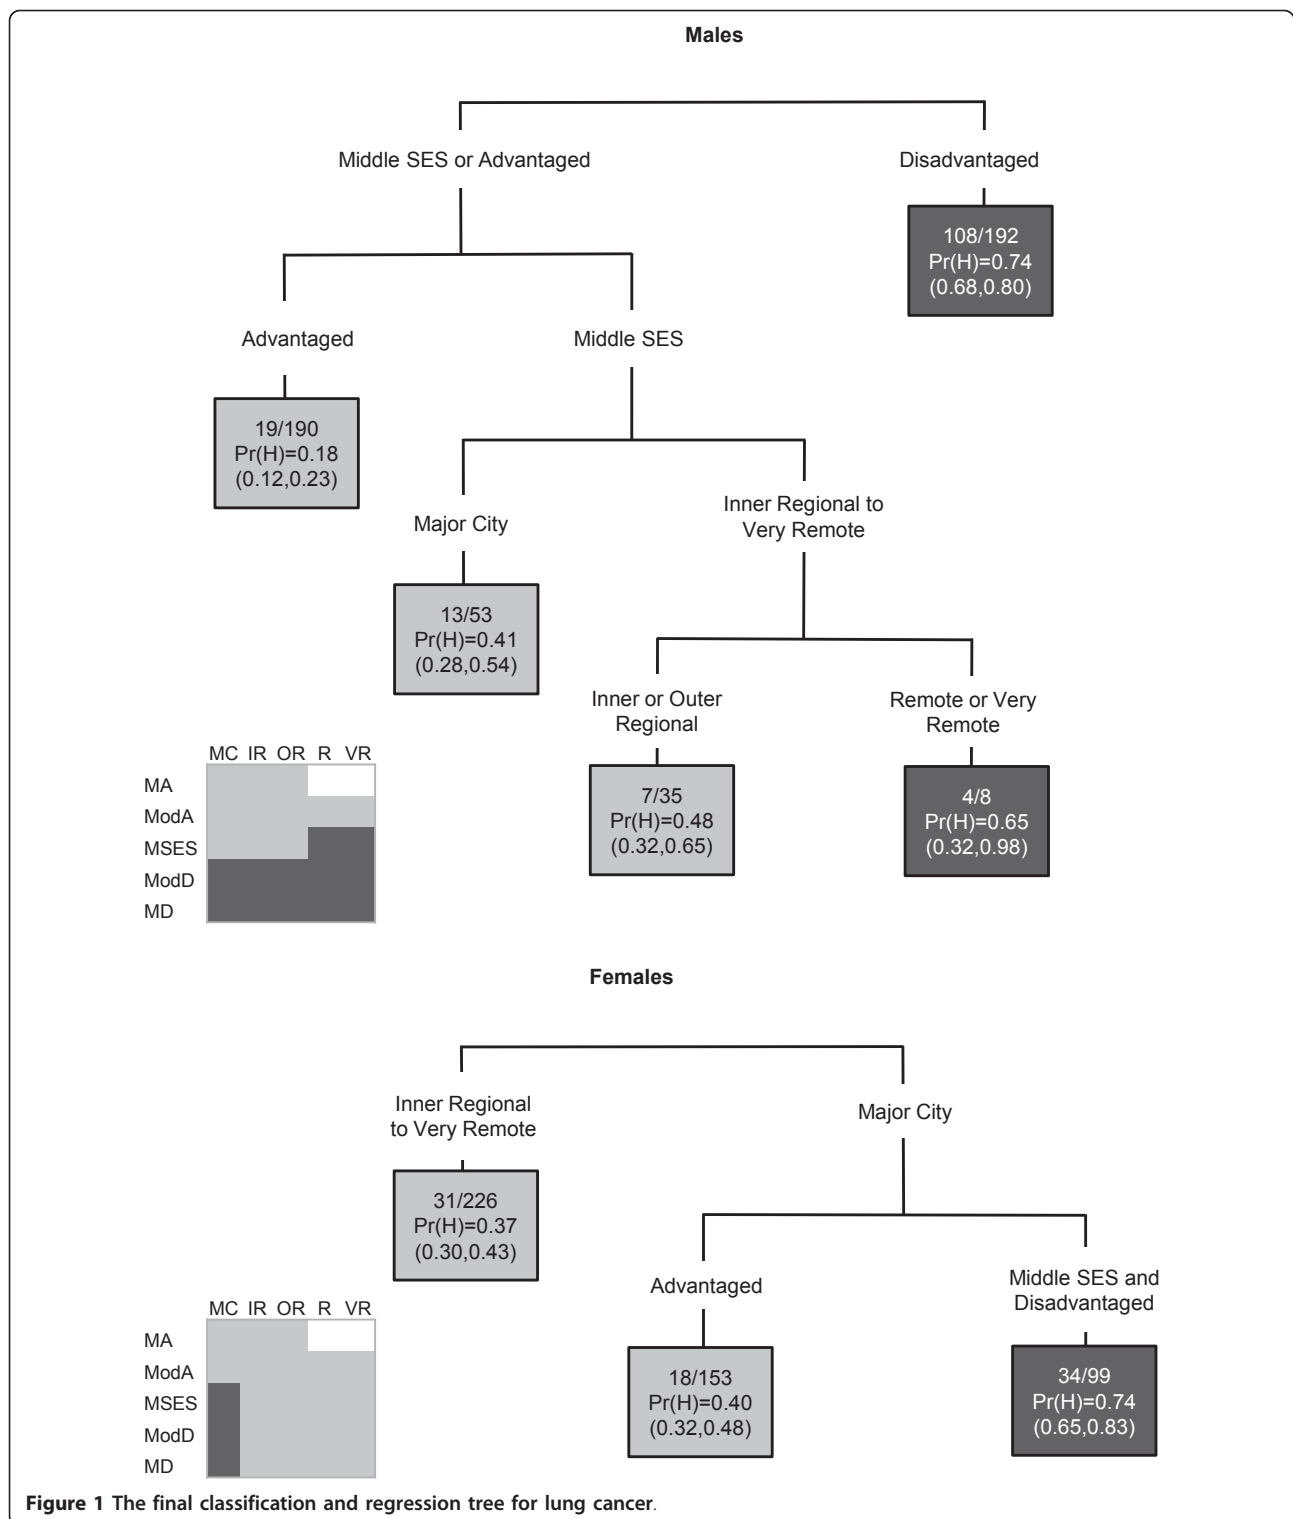 Males
Middle SES or Advantaged
Disadvantaged
108/192
Pr(H)=0.74
(0.68,0.80)
Advantaged
Middle SES
19/190
Pr(H)=0.18
(0.12,0.23)
Major City
Inner Regional to
Very Remote
13/53
Pr(H)=0.41
(0.28,0.54)
Inner or Outer
Regional
Remote or Very
Remote
7/35
Pr(H)=0.48
(0.32,0.65)
4/8
Pr(H)=0.65
(0.32,0.98)
MC IR OR R VR
MA
ModA
MSES
ModD
MD
Females
Inner Regional
to Very Remote
Major City
31/226
Pr(H)=0.37
(0.30,0.43)
Advantaged
Middle SES and
Disadvantaged
18/153
Pr(H)=0.40
(0.32,0.48)
34/99
Pr(H)=0.74
(0.65,0.83)
MC IR OR R VR
MA
ModA
MSES
ModD
MD
Figure 1 The final classification and regression tree for lung cancer.